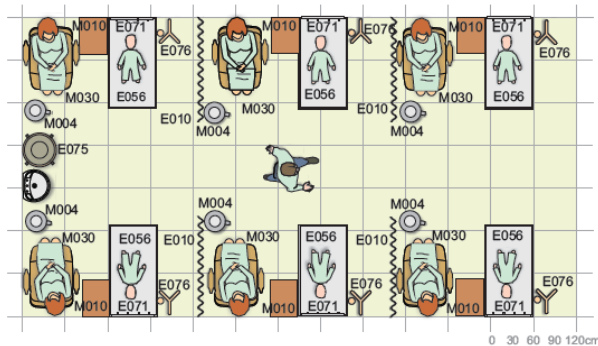 M010 E071 E076 M010 E071 E076
E076
M010 E071 E076
M030 E056 M030 E056 M030 E056
M004 E010 M004 E010 M004
E075
M004 M004 M004
M030 E056 E010 M030 E056 E010 M030 E056
E076 E076 E076
M010 E071 M010 E071 M010 E071
0 30 60 90 120cm